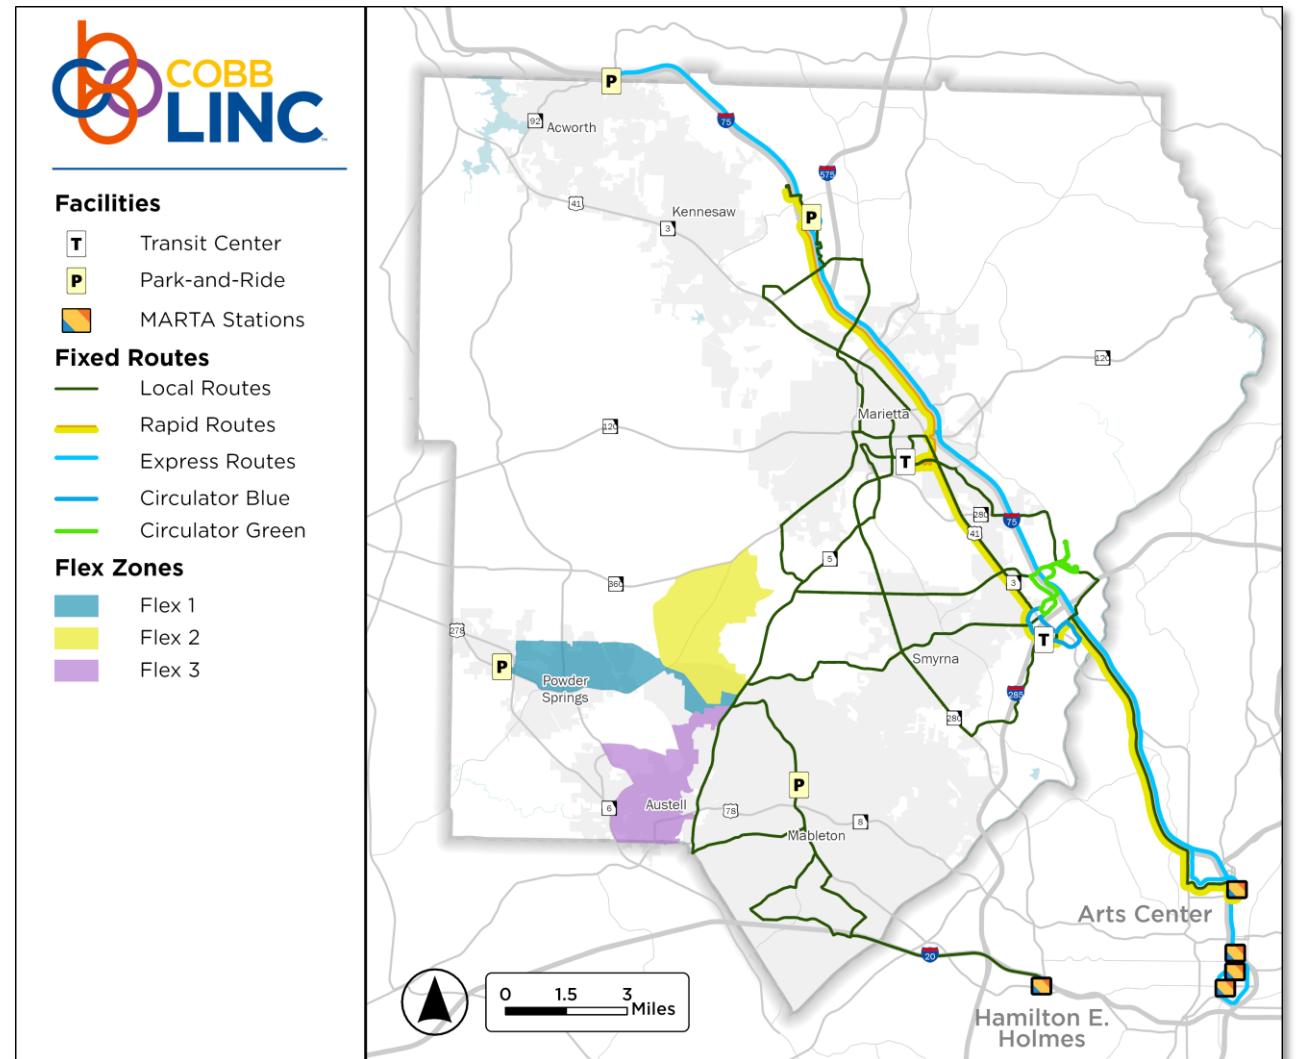 COBB
LINC
Facilities
T Transit Center
P Park-and-Ride
MARTA Stations
Fixed Routes
Local Routes
Rapid Routes
Express Routes
Circulator Blue
Circulator Green
Flex Zones
Flex 1
Flex 2
Flex 3
P
92
Acworth
75
575
41
Kennesaw
3
P
120
Marietta
120
T
280
75
41
5
360
3
278
T
P
Powder
Springs
Smyrna
285
280
P
6
Austell
78
8
Mableton
Arts Center
20
Hamilton E.
Holmes
0 1.5 3
Miles